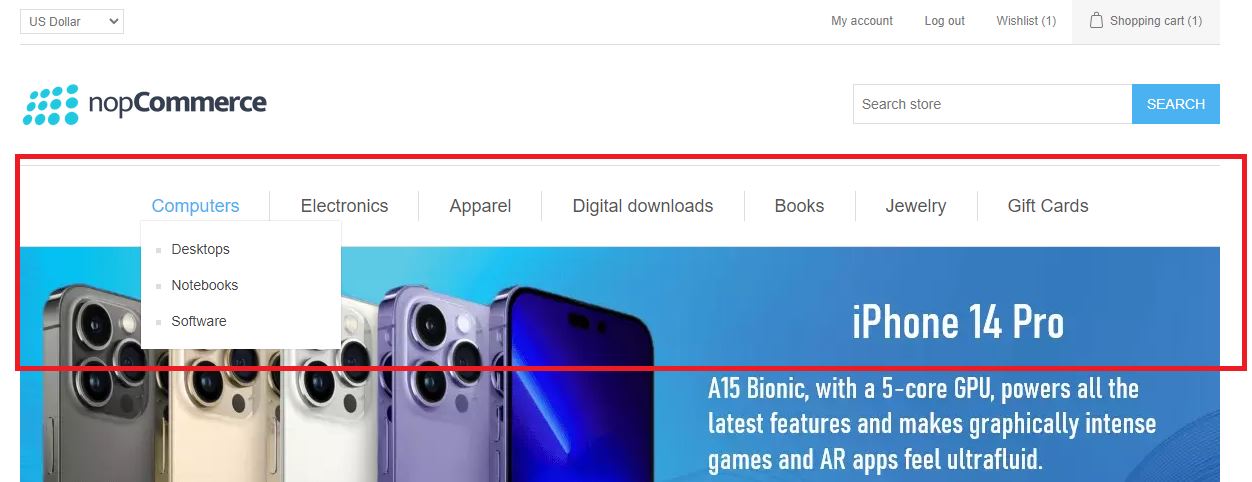 US Dollar My account Log out Wishlist (1) Shopping cart (1)
nopCommerce Search store SEARCH
Computers Electronics Apparel Digital downloads Books Jewelry Gift Cards
Desktops
Notebooks
Software
iPhone 14 Pro
A15 Bionic, with a 5-core GPU, powers all the
latest features and makes graphically intense
games and AR apps feel ultrafluid.